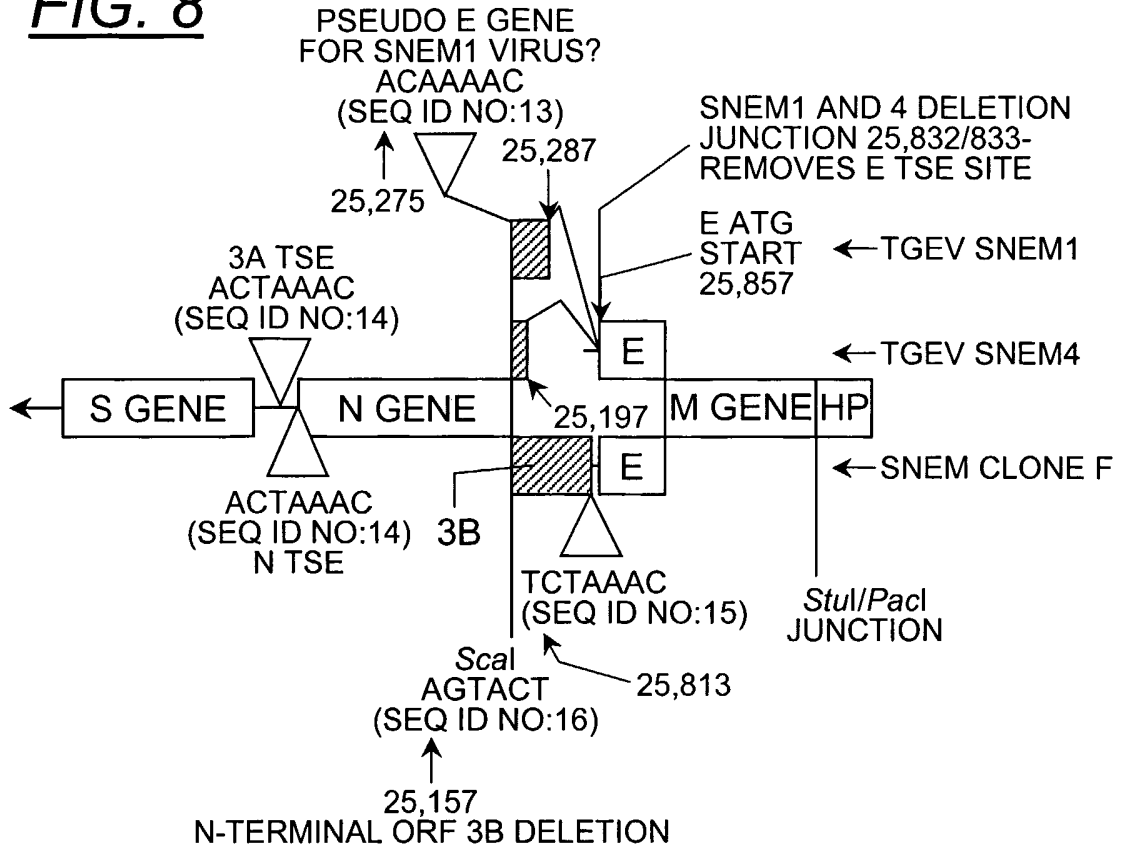 FIG. 8
PSEUDO E GENE
FOR SNEM1 VIRUS?
ACAAAAC
(SEQ ID NO:13)
25,275
25,287
SNEM1 AND 4 DELETION
JUNCTION 25,832/833-
REMOVES E TSE SITE
E ATG
START
25,857
TGEV SNEM1
3A TSE
ACTAAAC
(SEQ ID NO:14)
E
TGEV SNEM4
S GENE
N GENE
25,197
M GENE
HP
E
SNEM CLONE F
ACTAAAC
(SEQ ID NO:14)
N TSE
3B
TCTAAAC
(SEQ ID NO:15)
StuI/PacI
JUNCTION
25,813
ScaI
AGTACT
(SEQ ID NO:16)
25,157
N-TERMINAL ORF 3B DELETION